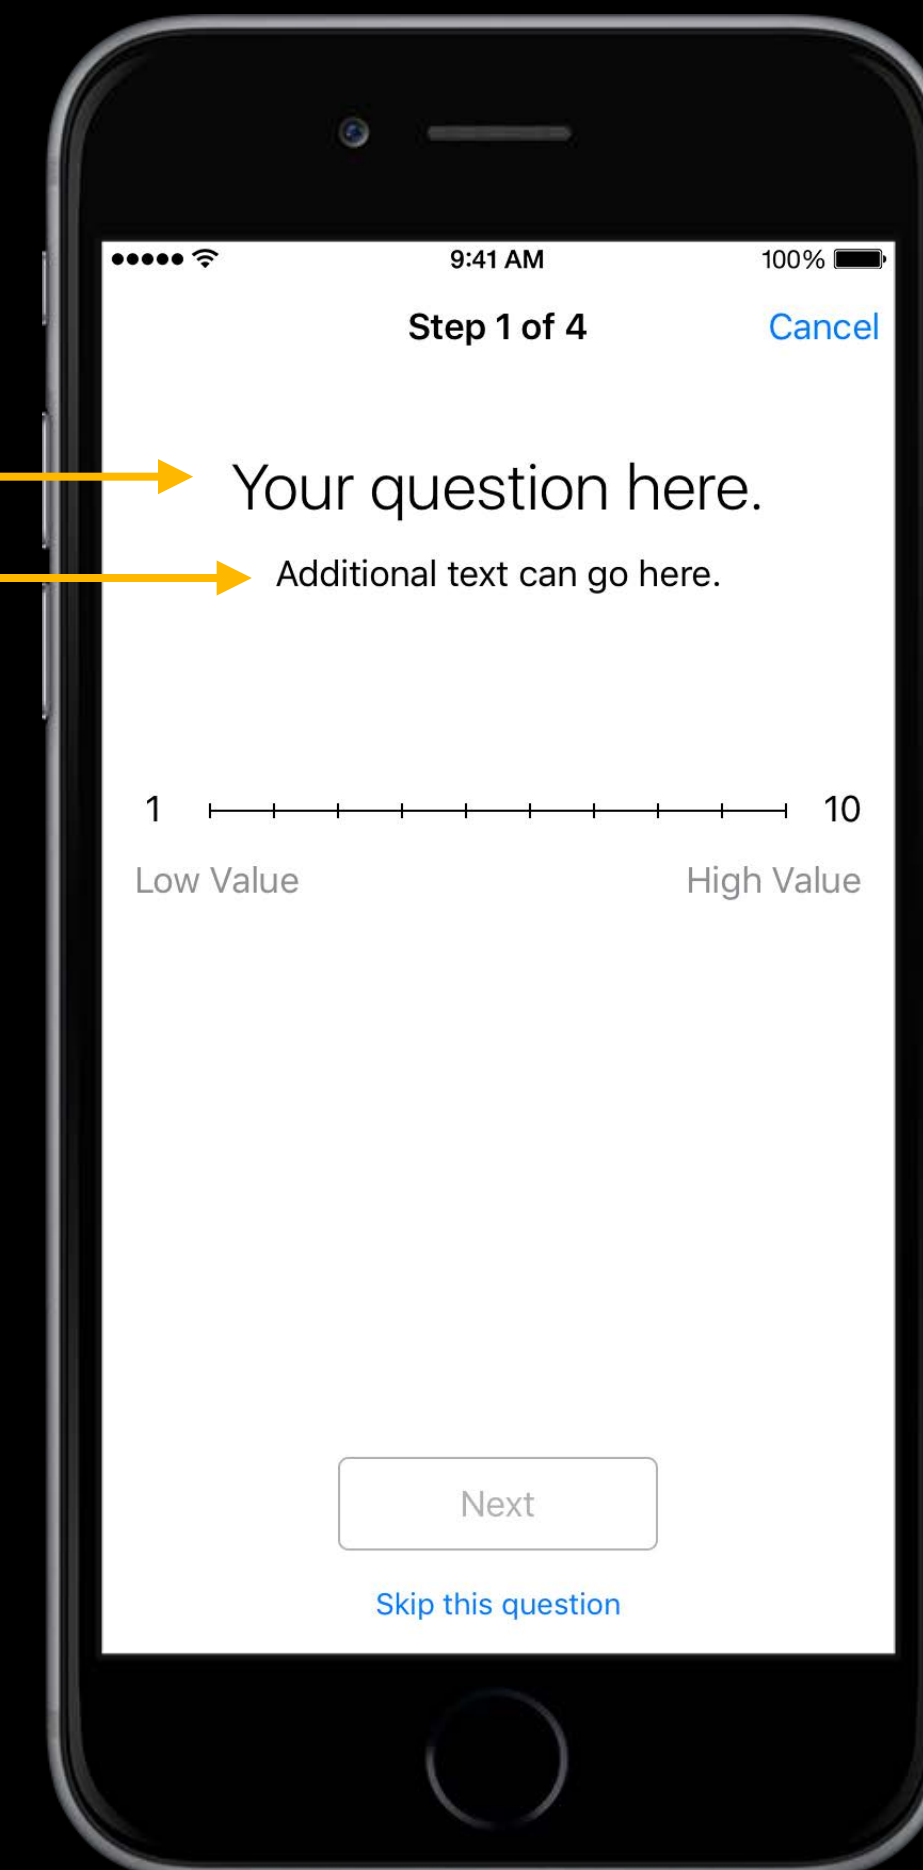 9:41 AM 100%
Step 1 of 4 Cancel
Your question here.
Additional text can go here.
1 10
Low Value High Value
Next
Skip this question